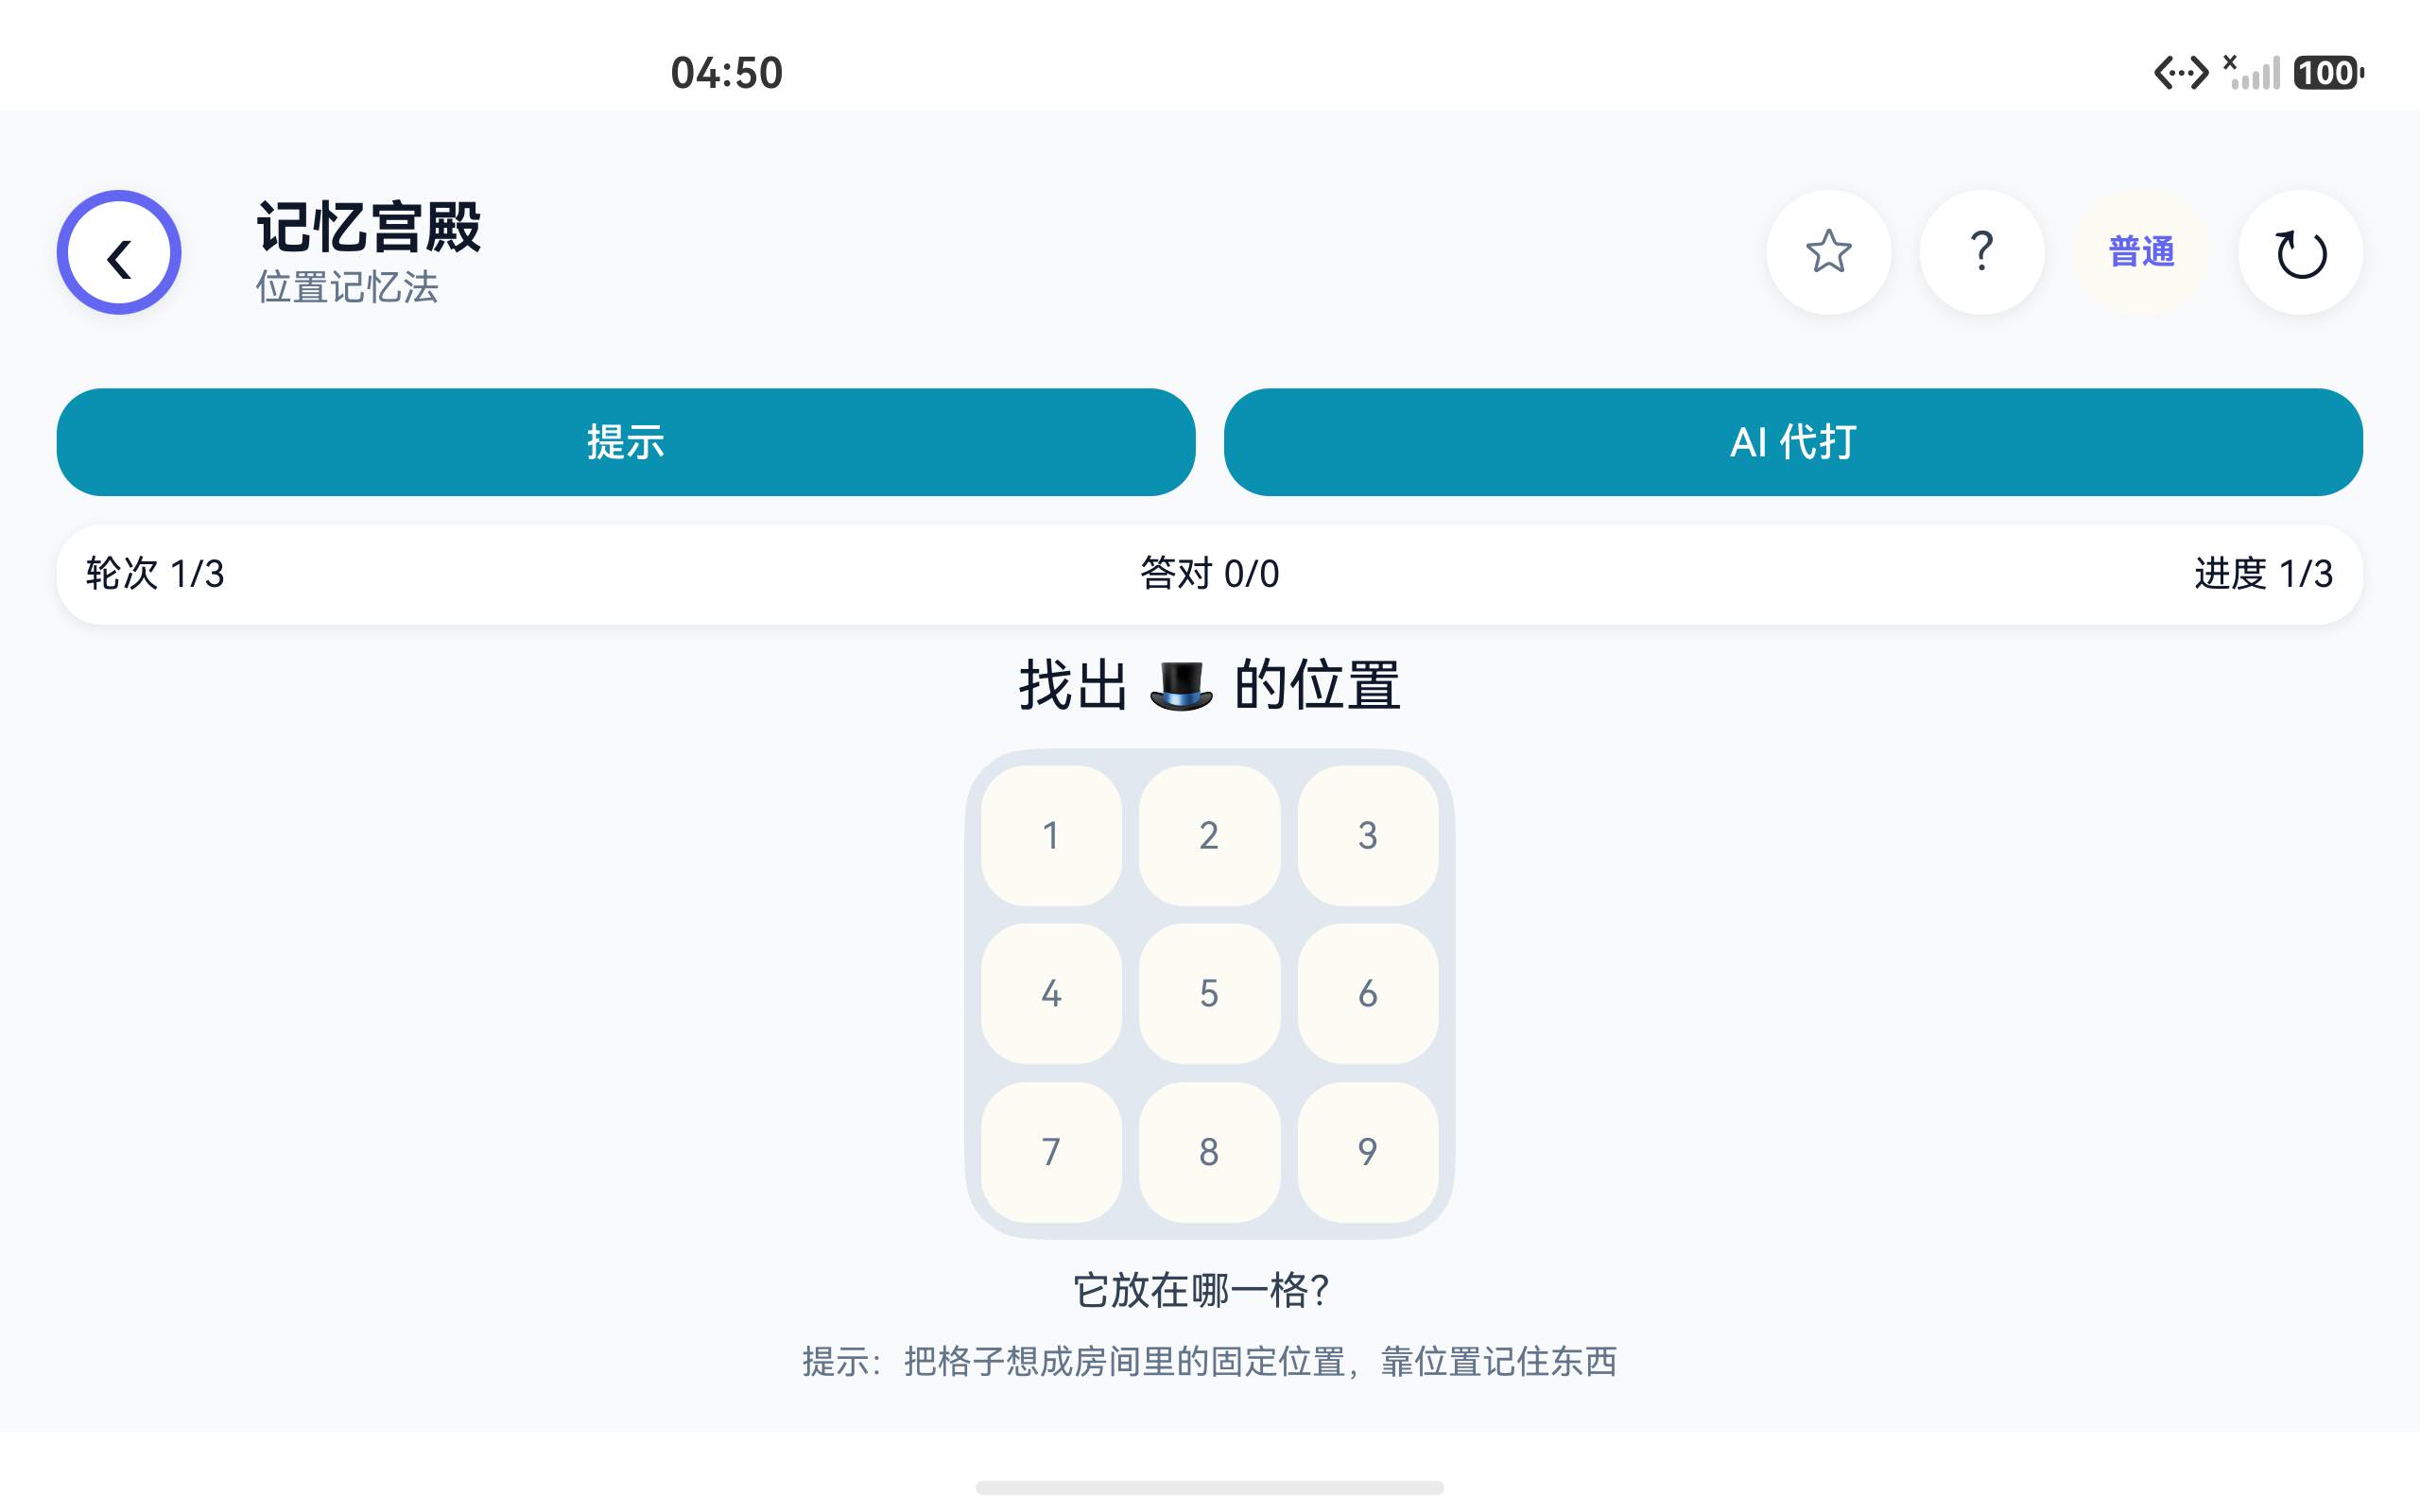 04:50
100
记忆宫殿
位置记忆法
?
普通
提示
AI 代打
轮次 1/3
答对 0/0
进度 1/3
找出 🎩 的位置
1 2 3
4 5 6
7 8 9
它放在哪一格?
提示：把格子想成房间里的固定位置，靠位置记住东西